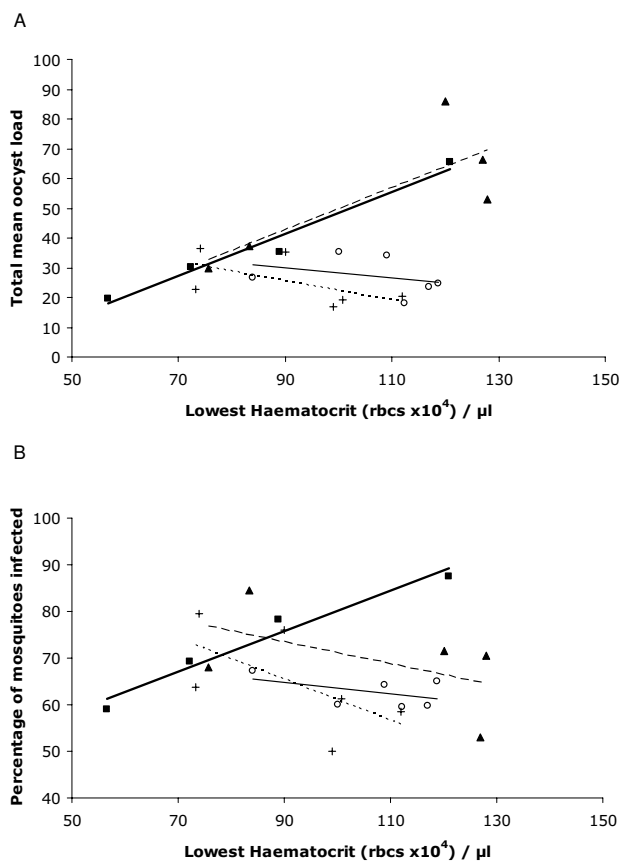 A
Total mean oocyst load
100
90
80
70
60
50
40
30
20
10
0
50 70 90 110 130 150
Lowest Haematocrit (rbcs x10⁴) / µl
B
Percentage of mosquitoes infected
100
90
80
70
60
50
40
50 70 90 110 130 150
Lowest Haematocrit (rbcs x10⁴) / µl